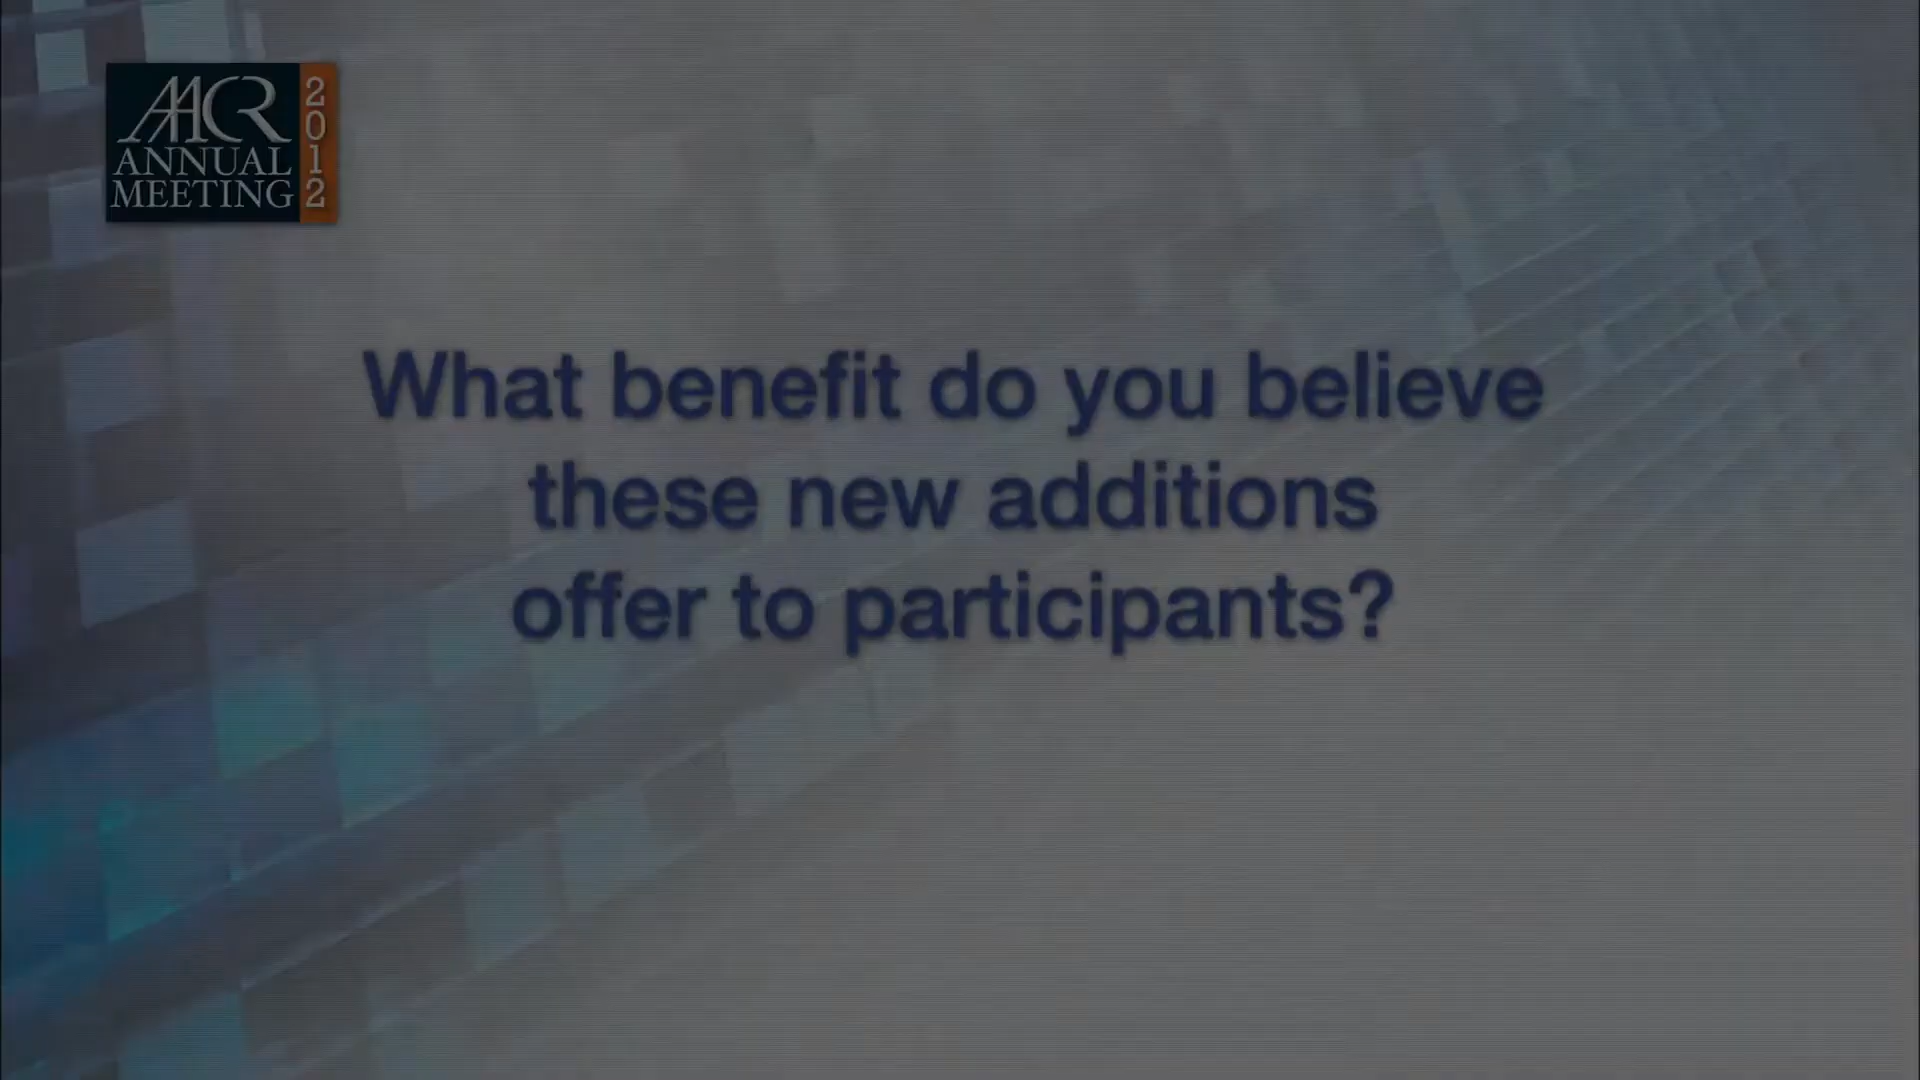 AACR
ANNUAL
MEETING
2012
What benefit do you believe
these new additions
offer to participants?